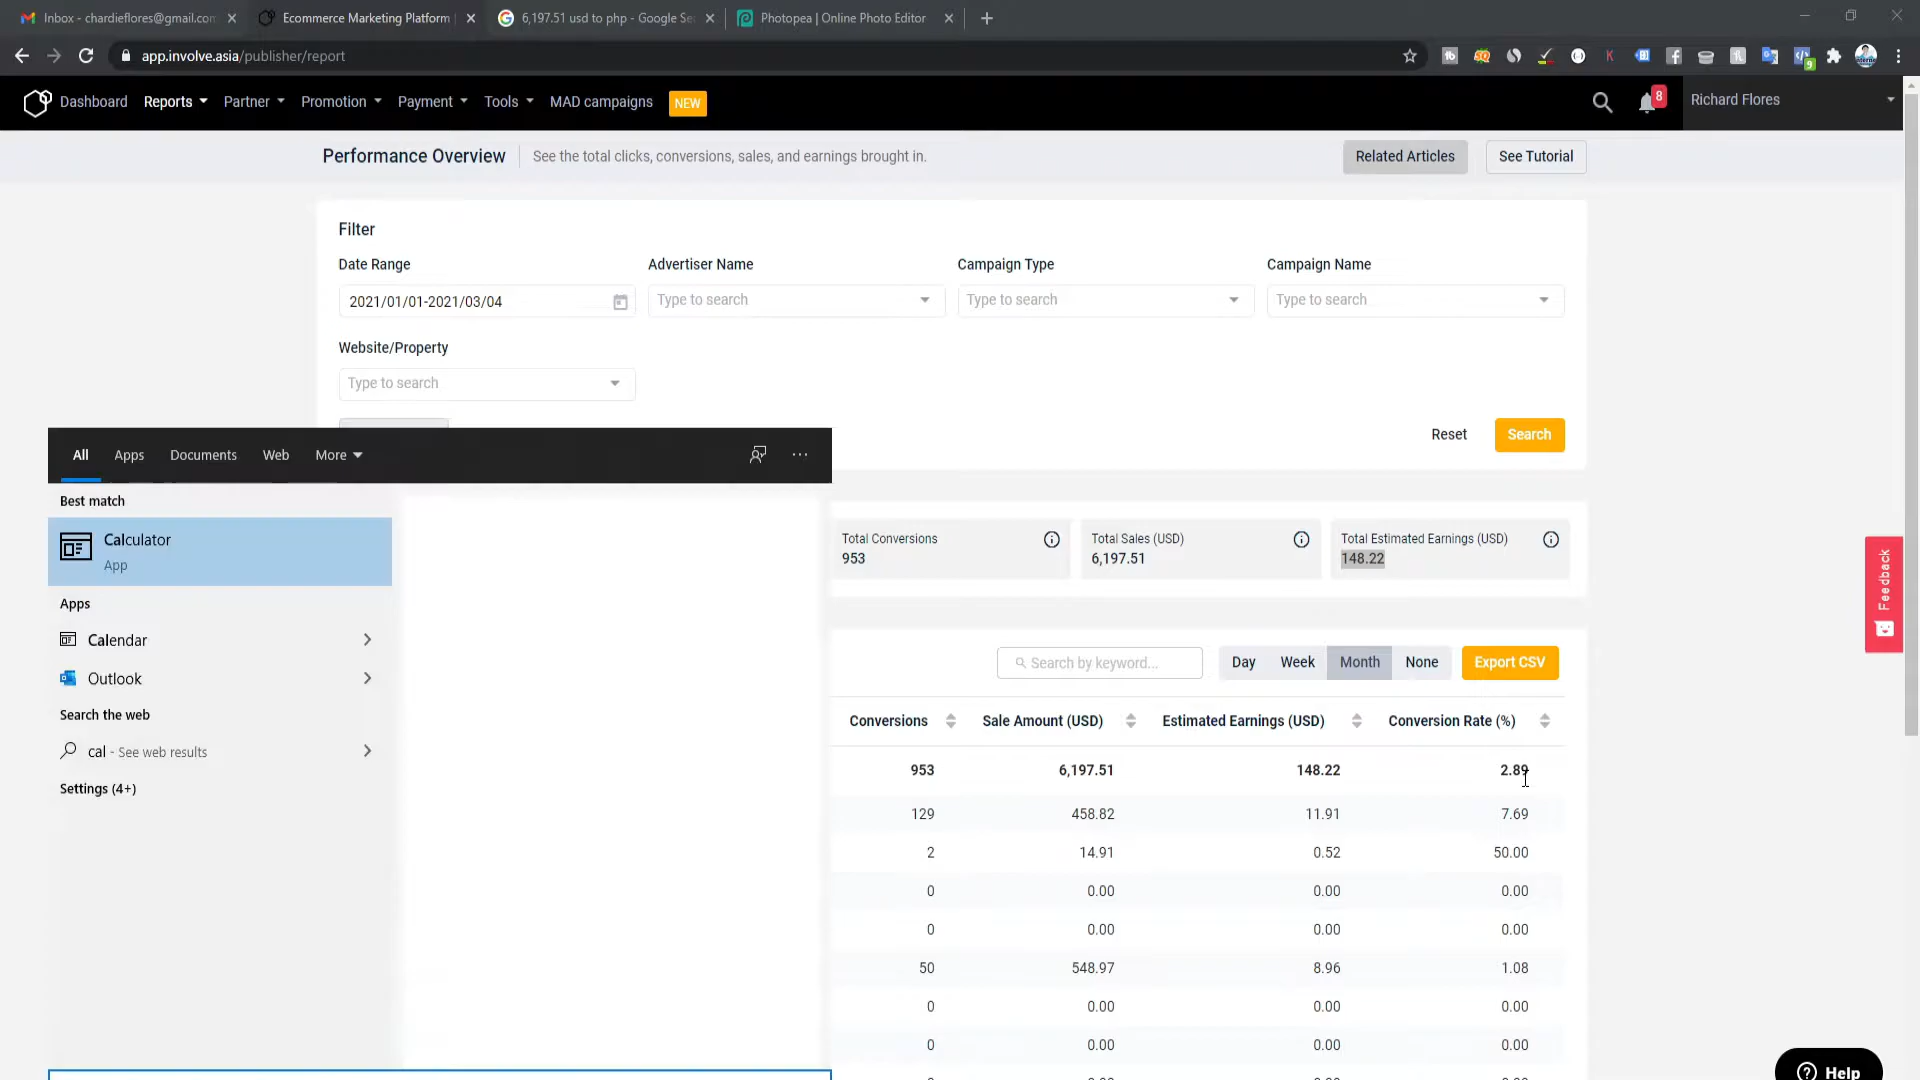 Inbox - chardieflores@gmail.con
Ecommerce Marketing Platform
6,197.51 usd to php - Google Se
Photopea | Online Photo Editor
app.involve.asia/publisher/report
9
Dashboard
Reports
Partner
Promotion
Payment
Tools
MAD campaigns
NEW
8
Richard Flores
Performance Overview
See the total clicks, conversions, sales, and earnings brought in.
Related Articles
See Tutorial
Filter
Date Range
Advertiser Name
Campaign Type
Campaign Name
2021/01/01-2021/03/04
Type to search
Type to search
Type to search
Website/Property
Type to search
Reset
Search
All
Apps
Documents
Web
More
Best match
Calculator
App
Apps
Calendar
Outlook
Search the web
cal - See web results
Settings (4+)
Total Conversions
953
Total Sales (USD)
6,197.51
Total Estimated Earnings (USD)
148.22
Feedback
Search by keyword...
Day
Week
Month
None
Export CSV
Conversions Sale Amount (USD) Estimated Earnings (USD) Conversion Rate (%)
953 6,197.51 148.22 2.89
129 458.82 11.91 7.69
2 14.91 0.52 50.00
0 0.00 0.00 0.00
0 0.00 0.00 0.00
50 548.97 8.96 1.08
0 0.00 0.00 0.00
0 0.00 0.00 0.00
Help